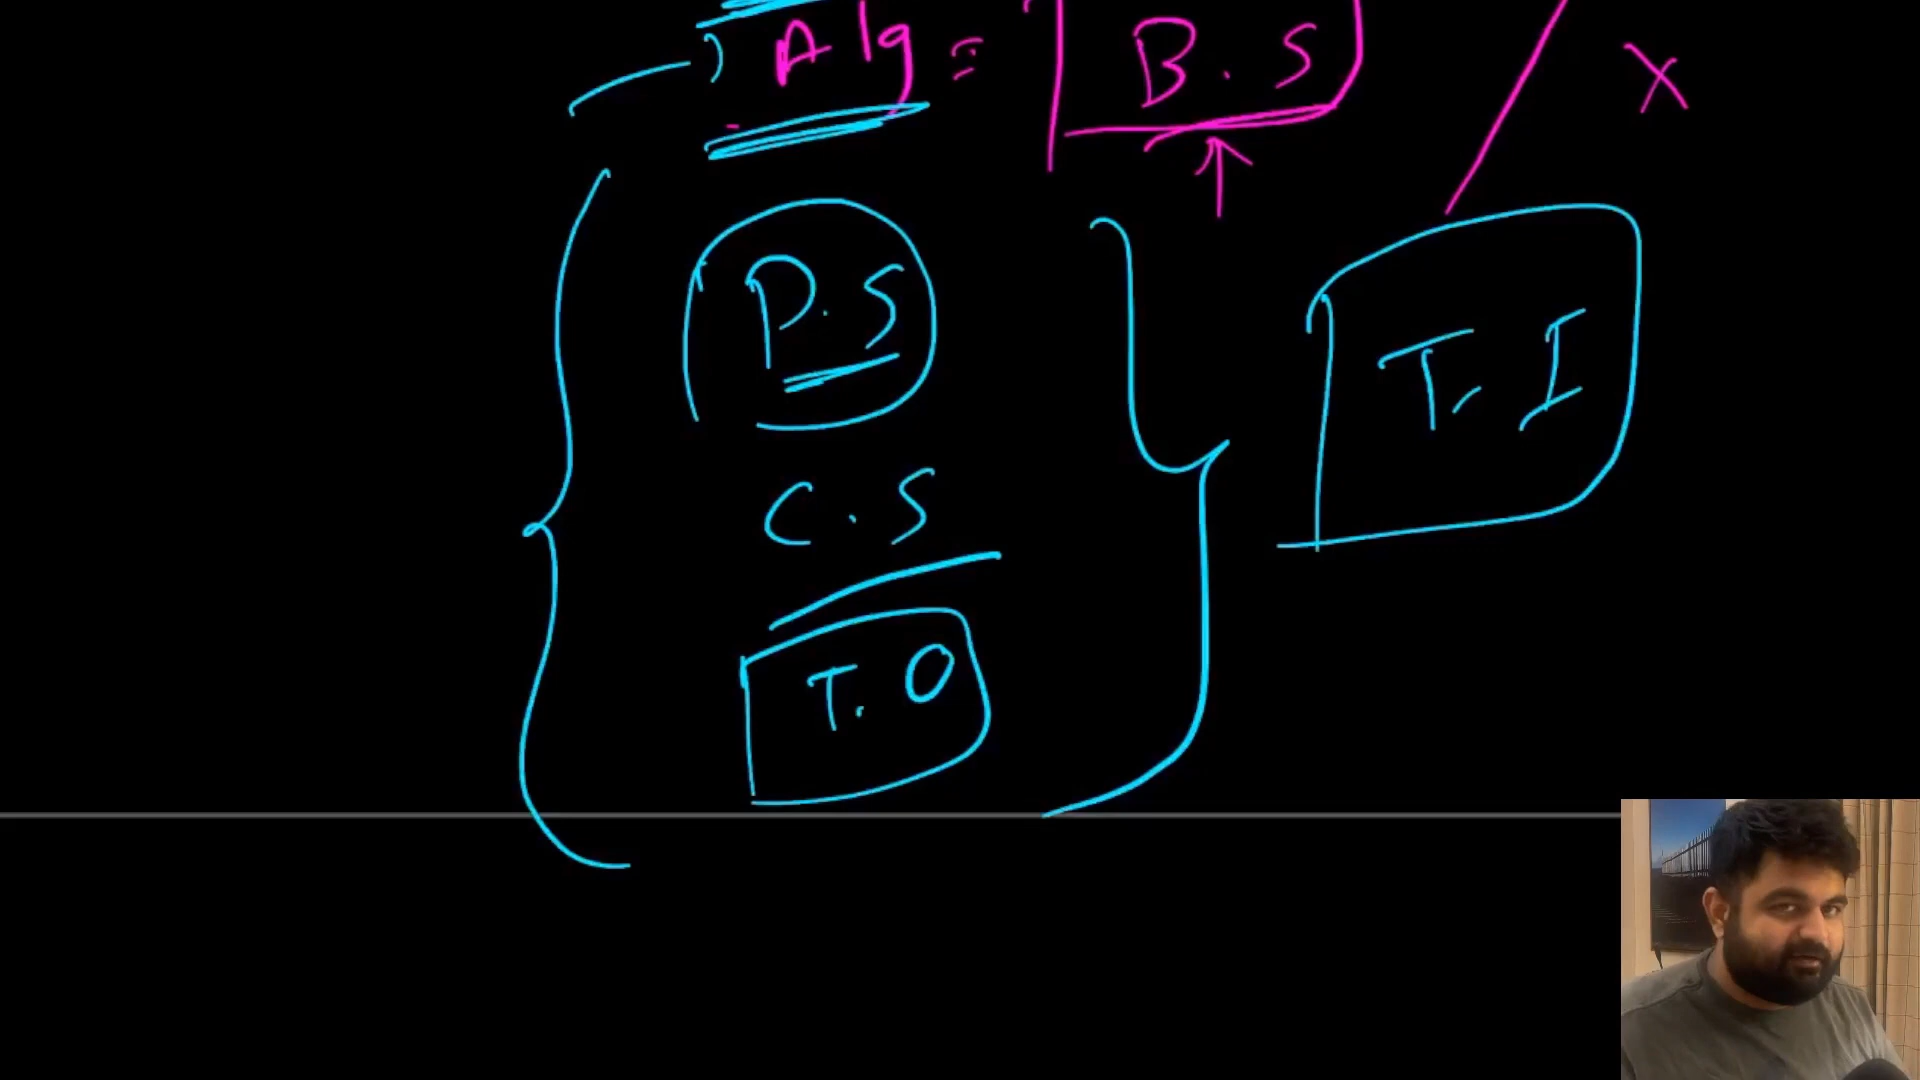 Alg = B.S X
P.S
T.I
C.S
T.O